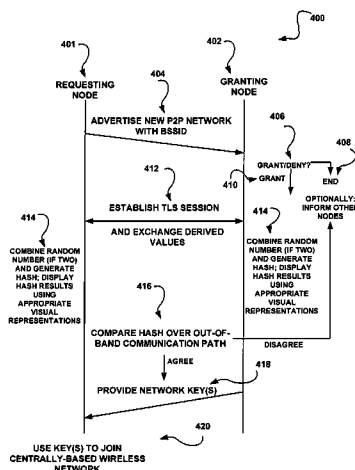 400
401
402
REQUESTING
NODE
404
GRANTING
NODE
ADVERTISE NEW P2P NETWORK
WITH BSSID
406
408
GRANT/DENY?
410
GRANT
END
412
OPTIONALLY:
INFORM OTHER
NODES
ESTABLISH TLS SESSION
414
AND EXCHANGE DERIVED
VALUES
414
COMBINE RANDOM
NUMBER (IF TWO)
AND GENERATE
HASH; DISPLAY
HASH RESULTS
USING
APPROPRIATE
VISUAL
REPRESENTATIONS
COMBINE RANDOM
NUMBER (IF TWO)
AND GENERATE
HASH; DISPLAY
HASH RESULTS
USING
APPROPRIATE
VISUAL
REPRESENTATIONS
416
COMPARE HASH OVER OUT-OF-
BAND COMMUNICATION PATH
DISAGREE
AGREE
418
PROVIDE NETWORK KEY(S)
420
USE KEY(S) TO JOIN
CENTRALLY-BASED WIRELESS
NETWORK